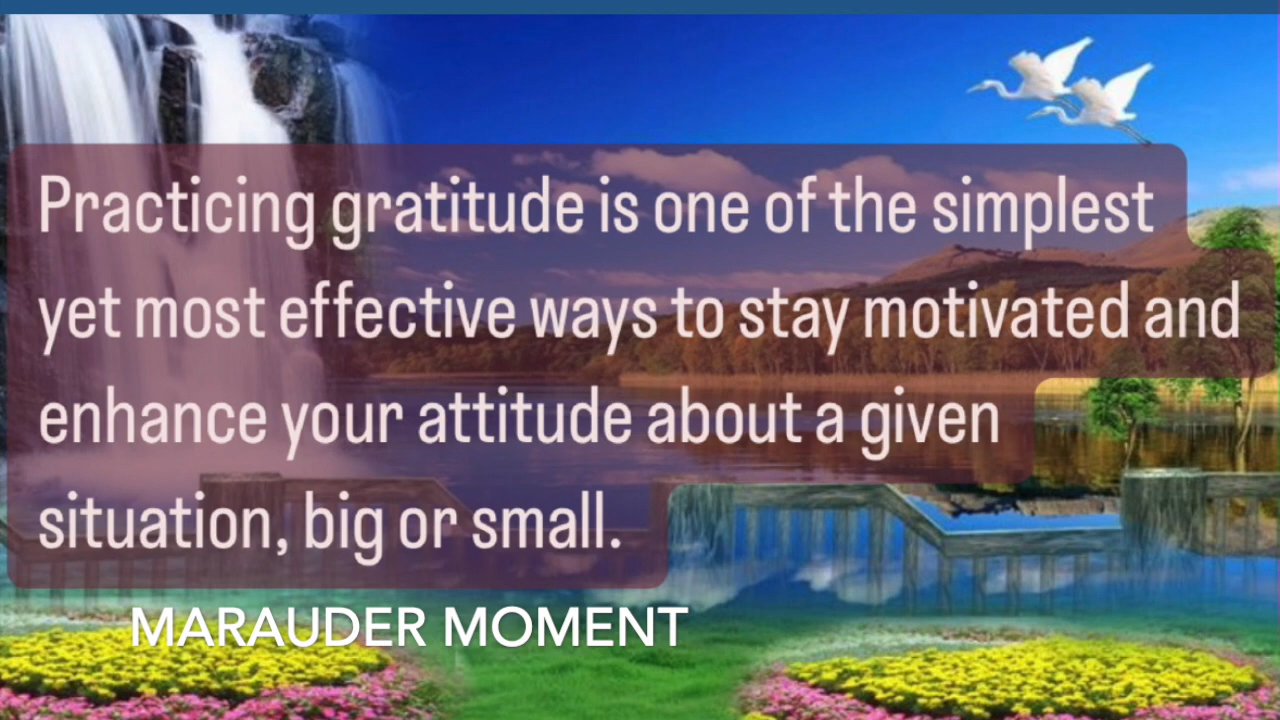 Practicing gratitude is one of the simplest
yet most effective ways to stay motivated and
enhance your attitude about a given
situation, big or small.
MARAUDER MOMENT